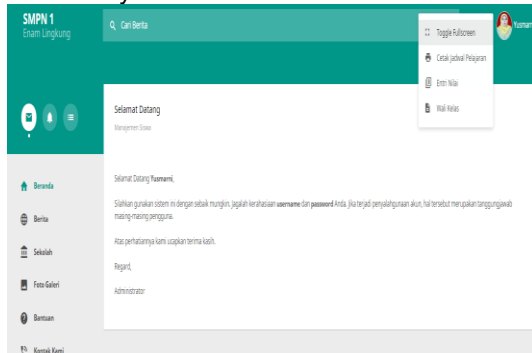 SMPN 1
Enam Lingkung
Cari Berita
Toggle Fullscreen
Cetak Jadwal Pelajaran
Entri Nilai
Wali Kelas
Yusmarni
Selamat Datang
Manajemen Siswa
Selamat Datang Yusmarni,
Silahkan gunakan sistem ini dengan sebaik mungkin. Jagalah kerahasiaan username dan password Anda. Jika terjadi penyalahgunaan akun, hal tersebut merupakan tanggungjawab
masing-masing pengguna.
Atas perhatiannya kami ucapkan terima kasih.
Regard,
Administrator
Beranda
Berita
Sekolah
Foto Galeri
Bantuan
Kontak Kami